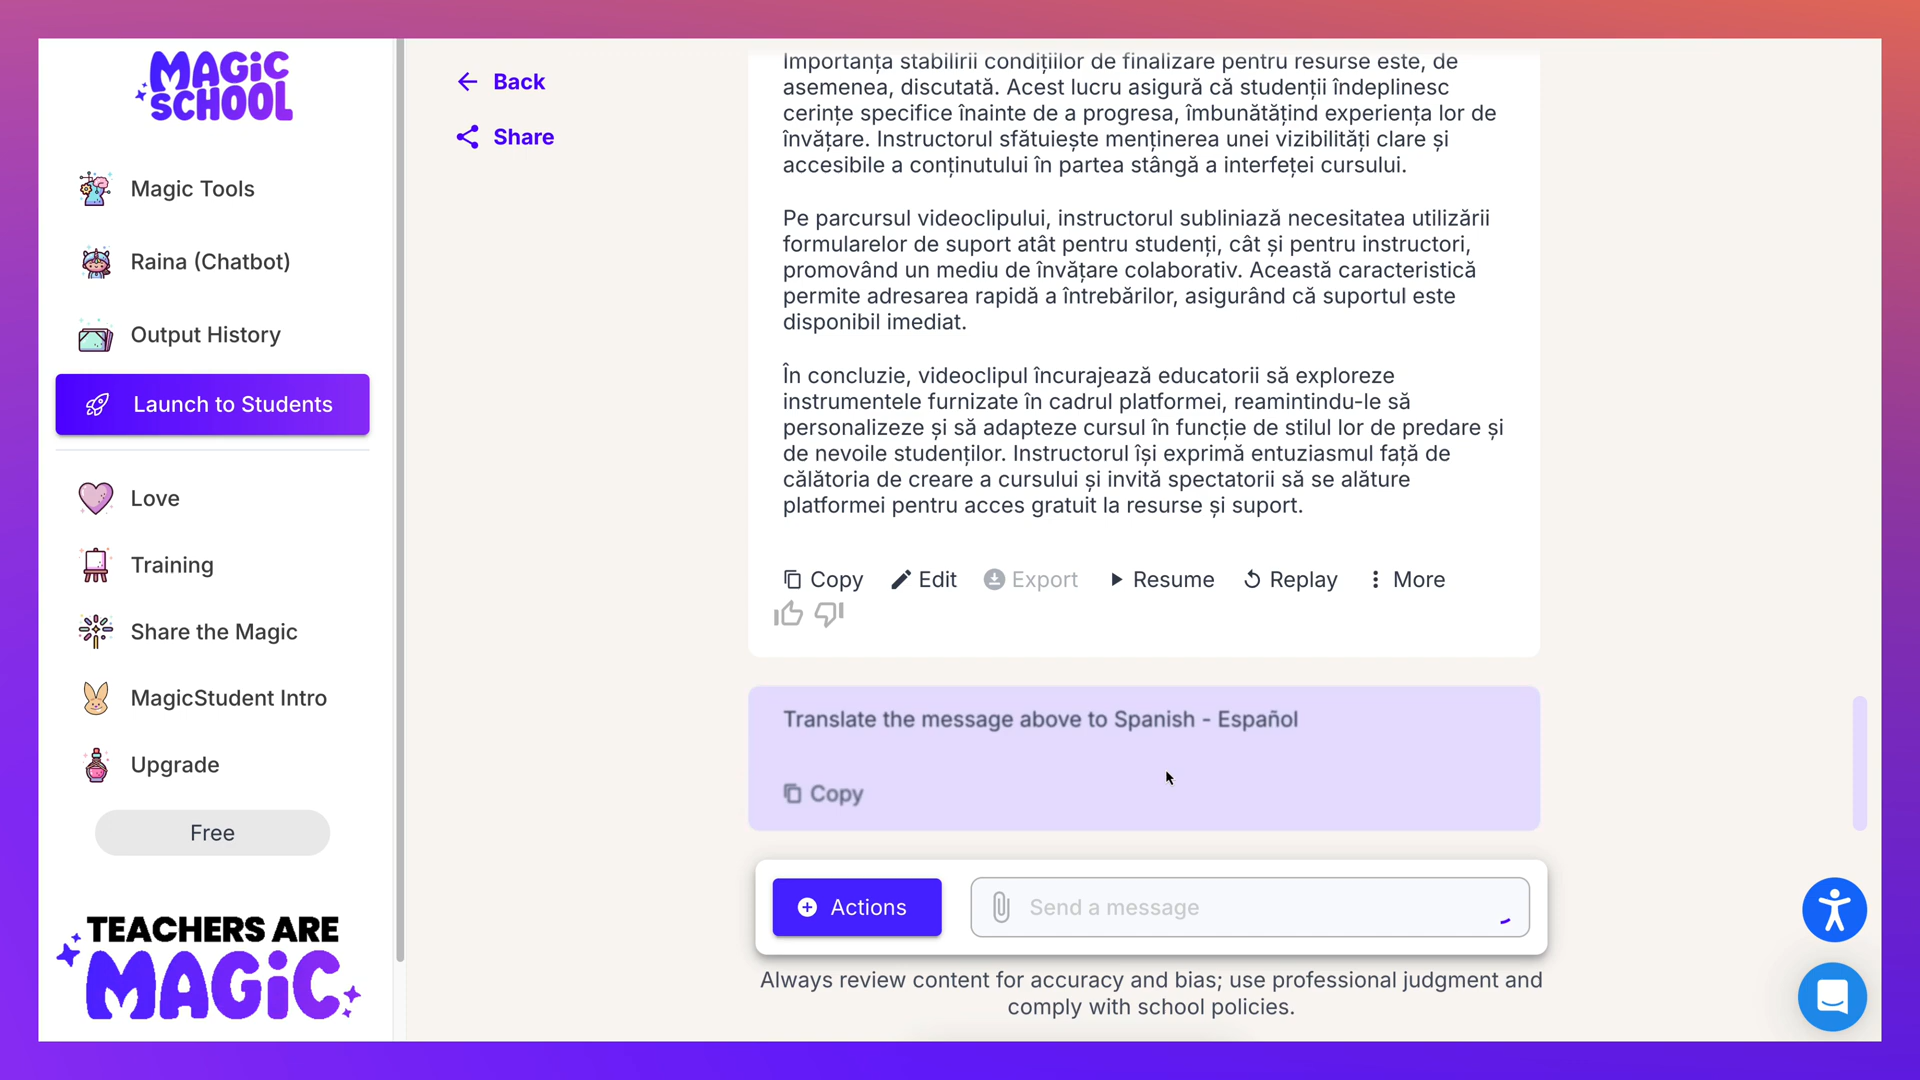 MAGiC
SCHOOL
Magic Tools
Raina (Chatbot)
Output History
Launch to Students
Love
Training
Share the Magic
MagicStudent Intro
Upgrade
Free
TEACHERS ARE
MAGiC
Back
Share
Importanța stabilirii condițiilor de finalizare pentru resurse este, de
asemenea, discutată. Acest lucru asigură că studenții îndeplinesc
cerințe specifice înainte de a progresa, îmbunătățind experiența lor de
învățare. Instructorul sfătuiește menținerea unei vizibilități clare și
accesibile a conținutului în partea stângă a interfeței cursului.
Pe parcursul videoclipului, instructorul subliniază necesitatea utilizării
formularelor de suport atât pentru studenți, cât și pentru instructori,
promovând un mediu de învățare colaborativ. Această caracteristică
permite adresarea rapidă a întrebărilor, asigurând că suportul este
disponibil imediat.
În concluzie, videoclipul încurajează educatorii să exploreze
instrumentele furnizate în cadrul platformei, reamintindu-le să
personalizeze și să adapteze cursul în funcție de stilul lor de predare și
de nevoile studenților. Instructorul își exprimă entuziasmul față de
călătoria de creare a cursului și invită spectatorii să se alăture
platformei pentru acces gratuit la resurse și suport.
Copy Edit Export Resume Replay More
Translate the message above to Spanish - Español
Copy
Actions
Send a message
Always review content for accuracy and bias; use professional judgment and
comply with school policies.